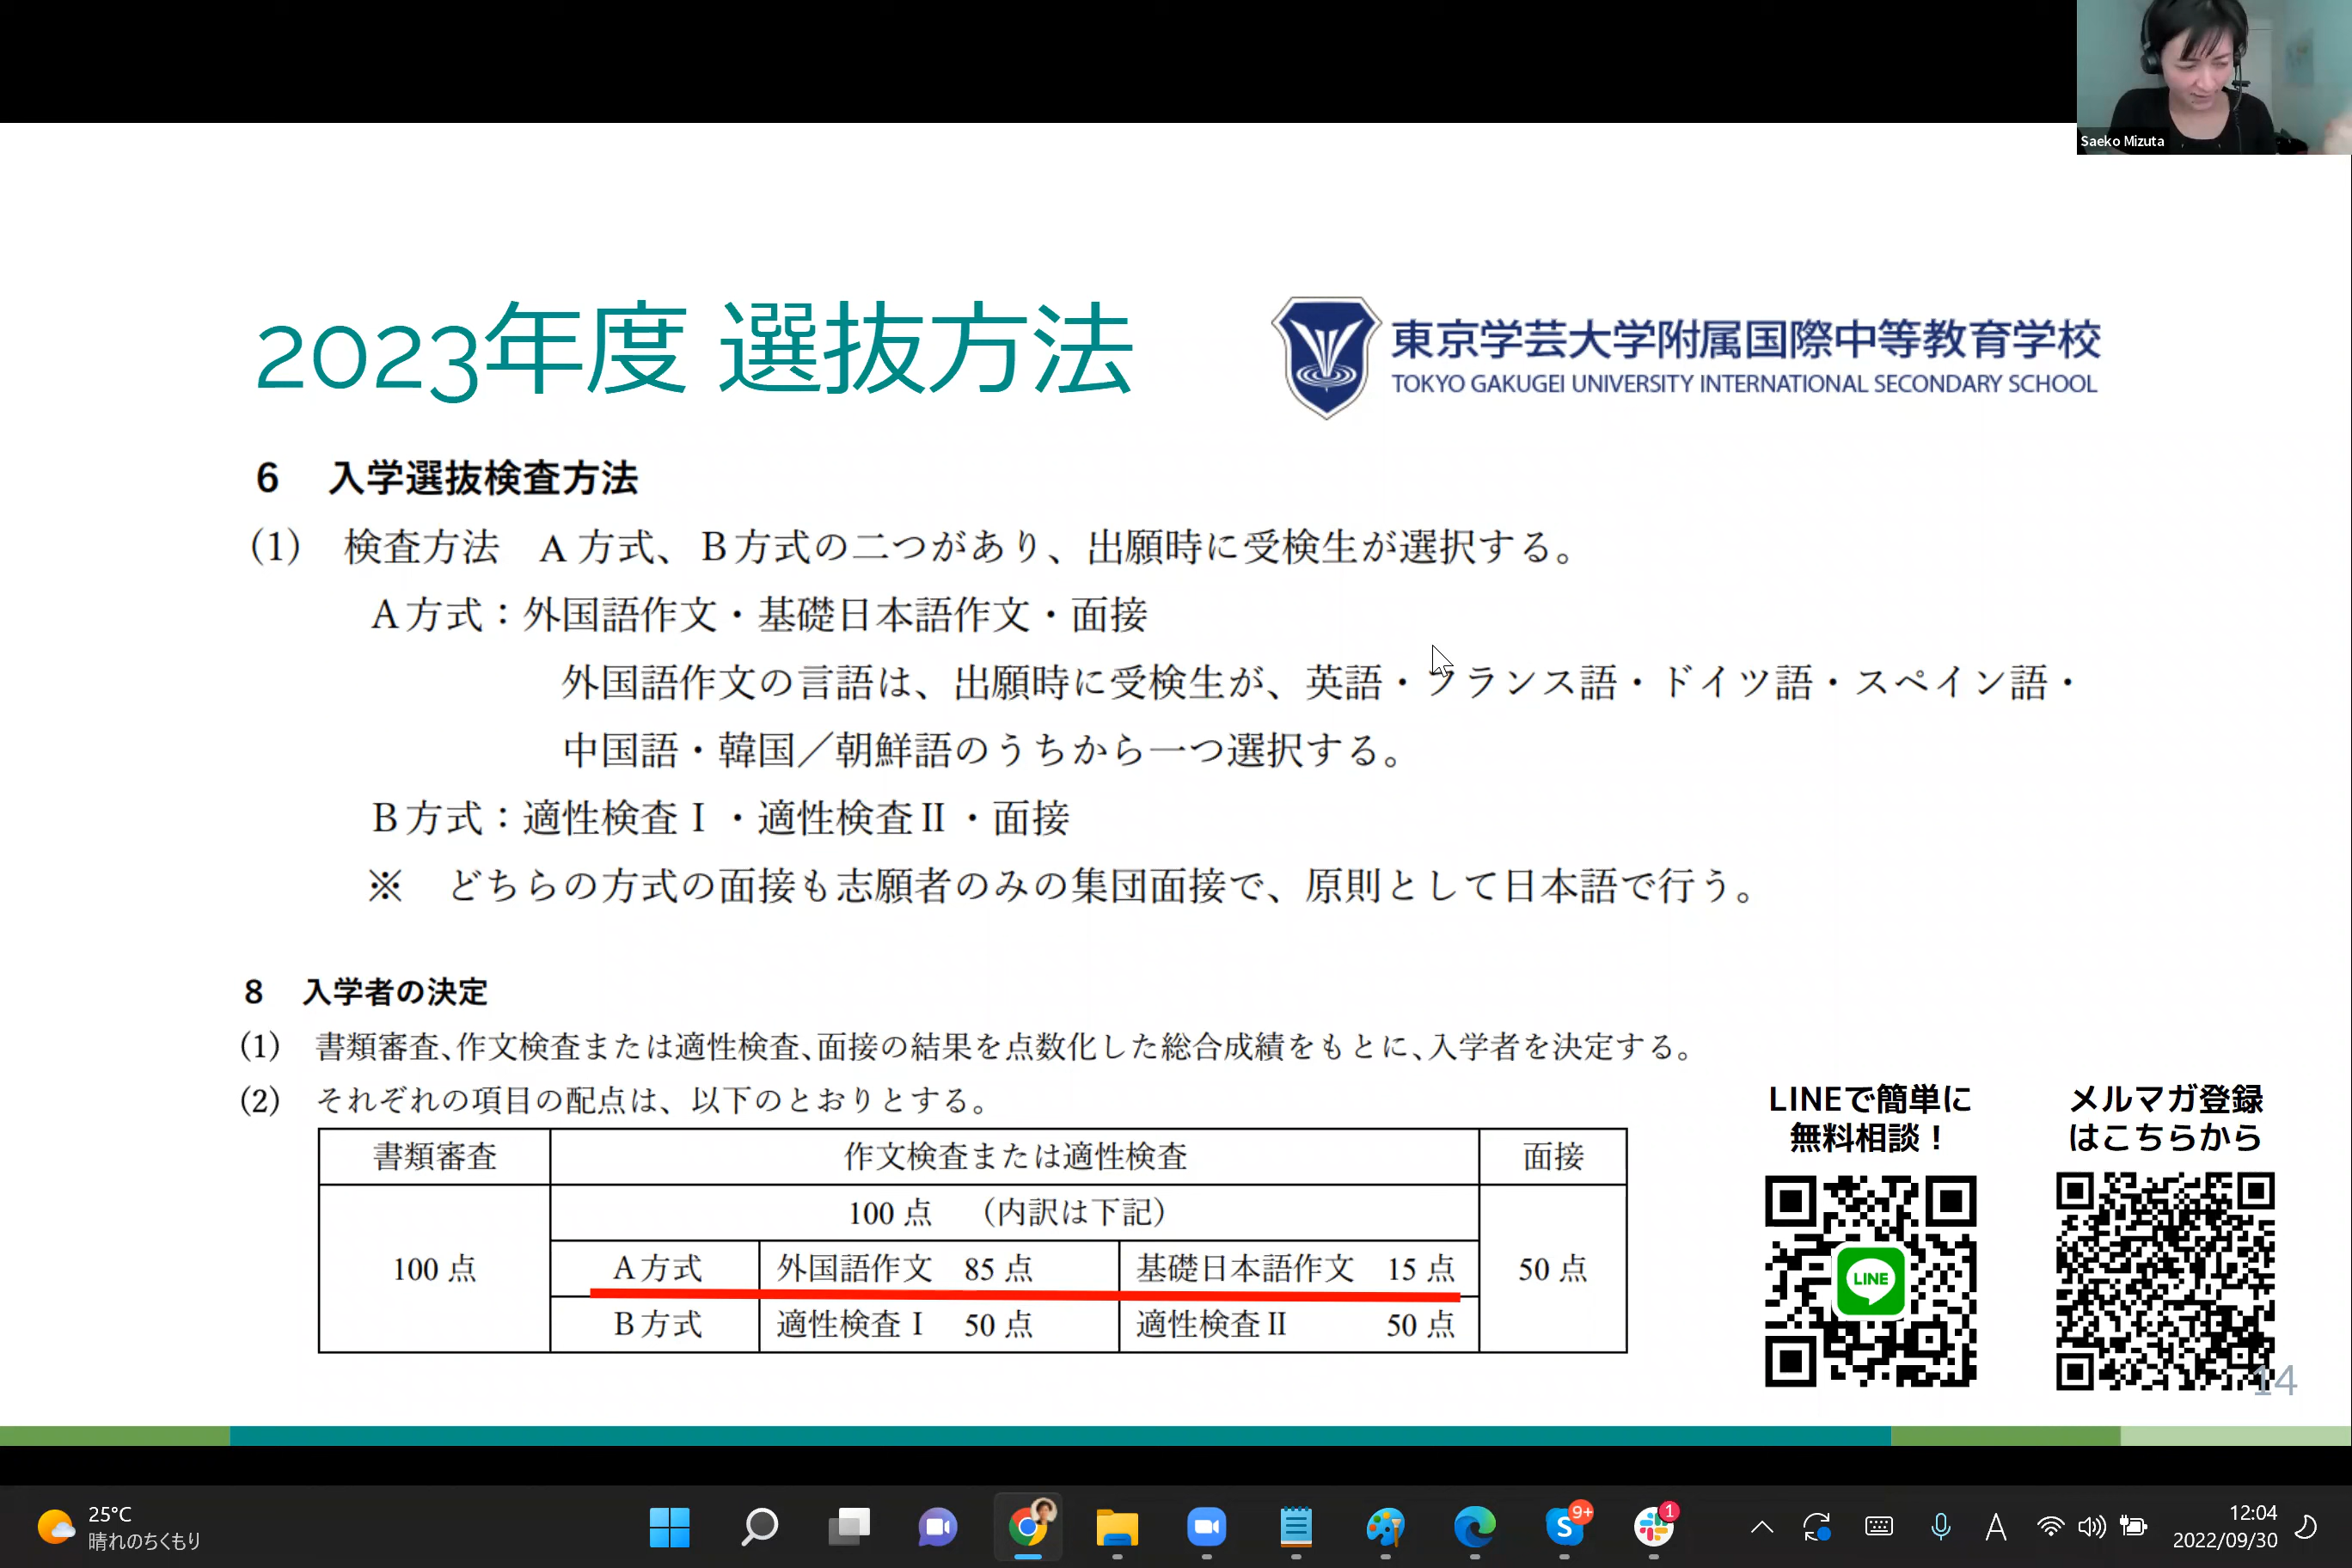 Saeko Mizuta
2023年度 選抜方法
東京学芸大学附属国際中等教育学校
TOKYO GAKUGEI UNIVERSITY INTERNATIONAL SECONDARY SCHOOL
6 入学選抜検査方法
(1) 検査方法 A方式、B方式の二つがあり、出願時に受検生が選択する。
A方式：外国語作文・基礎日本語作文・面接
外国語作文の言語は、出願時に受検生が、英語・フランス語・ドイツ語・スペイン語・
中国語・韓国／朝鮮語のうちから一つ選択する。
B方式：適性検査Ⅰ・適性検査Ⅱ・面接
※ どちらの方式の面接も志願者のみの集団面接で、原則として日本語で行う。
8 入学者の決定
(1) 書類審査、作文検査または適性検査、面接の結果を点数化した総合成績をもとに、入学者を決定する。
(2) それぞれの項目の配点は、以下のとおりとする。
書類審査 作文検査または適性検査 面接
100点 （内訳は下記）
100点 A方式 外国語作文 85点 基礎日本語作文 15点 50点
B方式 適性検査Ⅰ 50点 適性検査Ⅱ 50点
LINEで簡単に
無料相談！
LINE
メルマガ登録
はこちらから
14
25°C
晴れのちくもり
9+
1
A
12:04
2022/09/30